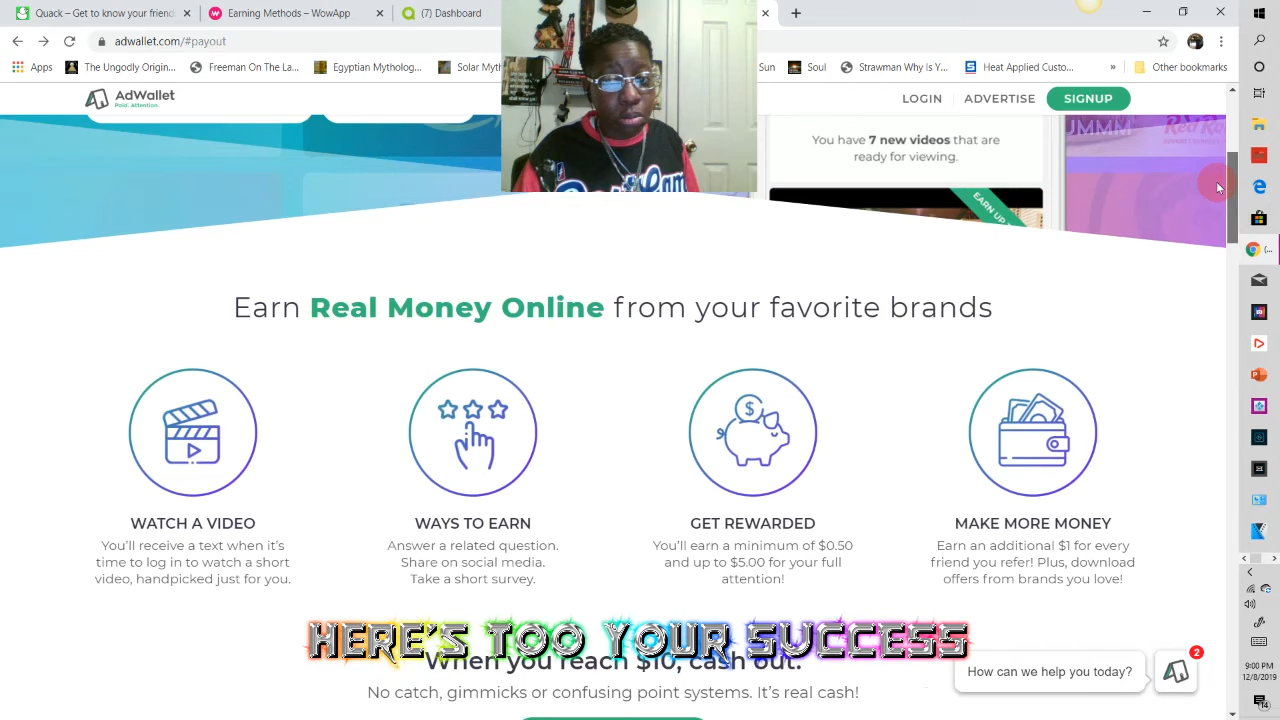 Quack – Get to know yo
Earning Methods – WowApp
(7) Dashboard
adwallet.com/#payout
Apps
The Ungodly Origin...
Freeman On The La...
Egyptian Mytholog...
Solar Myth
Sun
Soul
Strawman Why is Y...
Head Applied Custo...
»
Other bookmarks
AdWallet
Paid. Attention.
LOGIN
ADVERTISE
SIGNUP
You have 7 new videos that are
ready for viewing.
EARN UP
Earn Real Money Online from your favorite brands
WATCH A VIDEO
You'll receive a text when it's
time to log in to watch a short
video, handpicked just for you.
WAYS TO EARN
Answer a related question.
Share on social media.
Take a short survey.
GET REWARDED
You'll earn a minimum of $0.50
and up to $5.00 for your full
attention!
MAKE MORE MONEY
Earn an additional $1 for every
friend you refer! Plus, download
offers from brands you love!
HERE'S TOO YOUR SUCCESS
When you reach $10, cash out.
No catch, gimmicks or confusing point systems. It's real cash!
How can we help you today?
2
9:00 PM
12/8/2019